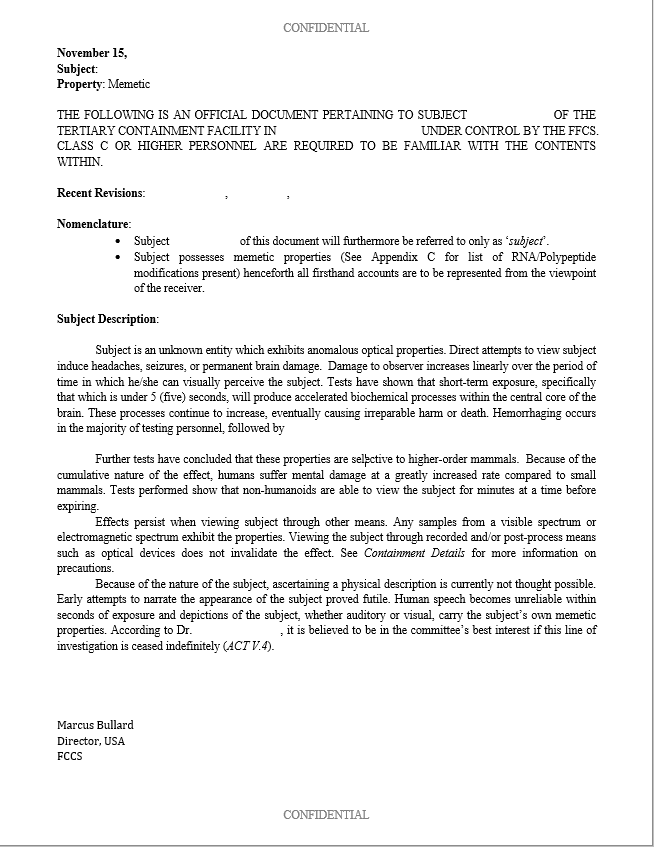 CONFIDENTIAL
November 15,
Subject:
Property: Memetic
THE FOLLOWING IS AN OFFICIAL DOCUMENT PERTAINING TO SUBJECT OF THE
TERTIARY CONTAINMENT FACILITY IN UNDER CONTROL BY THE FFCS.
CLASS C OR HIGHER PERSONNEL ARE REQUIRED TO BE FAMILIAR WITH THE CONTENTS
WITHIN.
Recent Revisions: , ,
Nomenclature:
• Subject of this document will furthermore be referred to only as ‘subject’.
• Subject possesses memetic properties (See Appendix C for list of RNA/Polypeptide
modifications present) henceforth all firsthand accounts are to be represented from the viewpoint
of the receiver.
Subject Description:
Subject is an unknown entity which exhibits anomalous optical properties. Direct attempts to view subject
induce headaches, seizures, or permanent brain damage. Damage to observer increases linearly over the period of
time in which he/she can visually perceive the subject. Tests have shown that short-term exposure, specifically
that which is under 5 (five) seconds, will produce accelerated biochemical processes within the central core of the
brain. These processes continue to increase, eventually causing irreparable harm or death. Hemorrhaging occurs
in the majority of testing personnel, followed by
Further tests have concluded that these properties are selective to higher-order mammals. Because of the
cumulative nature of the effect, humans suffer mental damage at a greatly increased rate compared to small
mammals. Tests performed show that non-humanoids are able to view the subject for minutes at a time before
expiring.
Effects persist when viewing subject through other means. Any samples from a visible spectrum or
electromagnetic spectrum exhibit the properties. Viewing the subject through recorded and/or post-process means
such as optical devices does not invalidate the effect. See Containment Details for more information on
precautions.
Because of the nature of the subject, ascertaining a physical description is currently not thought possible.
Early attempts to narrate the appearance of the subject proved futile. Human speech becomes unreliable within
seconds of exposure and depictions of the subject, whether auditory or visual, carry the subject’s own memetic
properties. According to Dr. , it is believed to be in the committee’s best interest if this line of
investigation is ceased indefinitely (ACT V.4).
Marcus Bullard
Director, USA
FCCS
CONFIDENTIAL